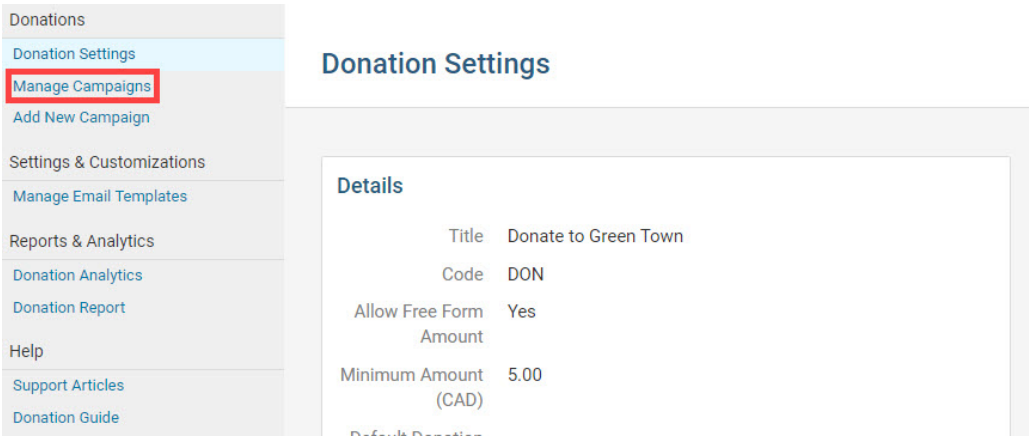 Donations
Donation Settings
Manage Campaigns
Add New Campaign
Settings & Customizations
Manage Email Templates
Reports & Analytics
Donation Analytics
Donation Report
Help
Support Articles
Donation Guide
Donation Settings
Details
Title Donate to Green Town
Code DON
Allow Free Form Yes
Amount
Minimum Amount 5.00
(CAD)
Default Donation